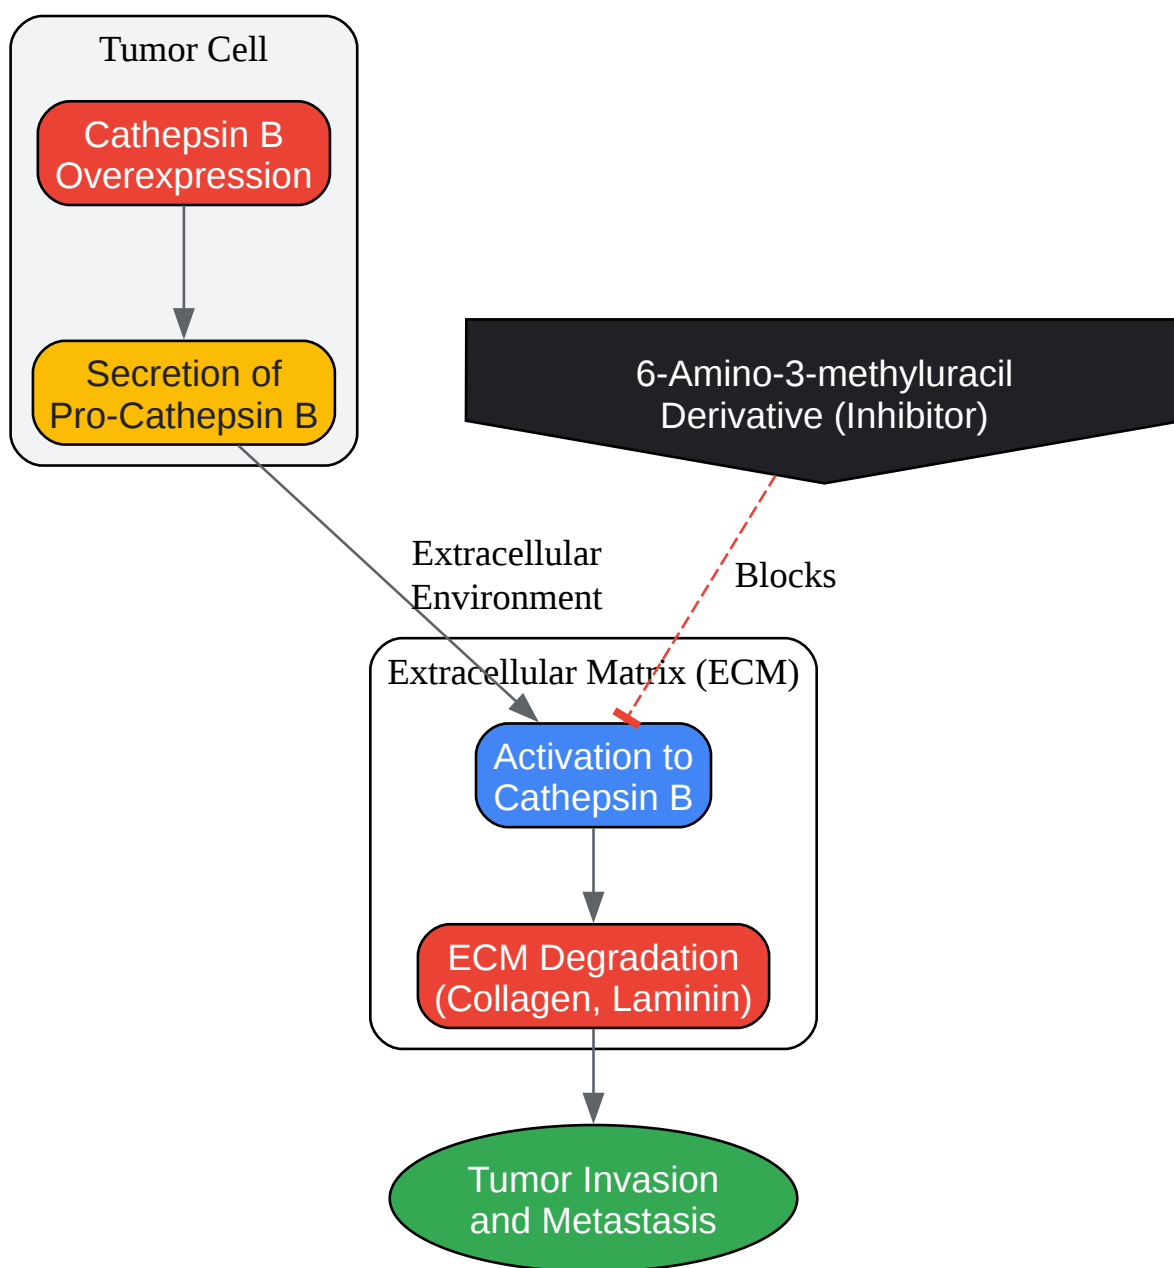 Tumor Cell
Cathepsin B
Overexpression
Secretion of
Pro-Cathepsin B
6-Amino-3-methyluracil
Derivative (Inhibitor)
Extracellular
Environment
Blocks
Extracellular Matrix (ECM)
Activation to
Cathepsin B
ECM Degradation
(Collagen, Laminin)
Tumor Invasion
and Metastasis